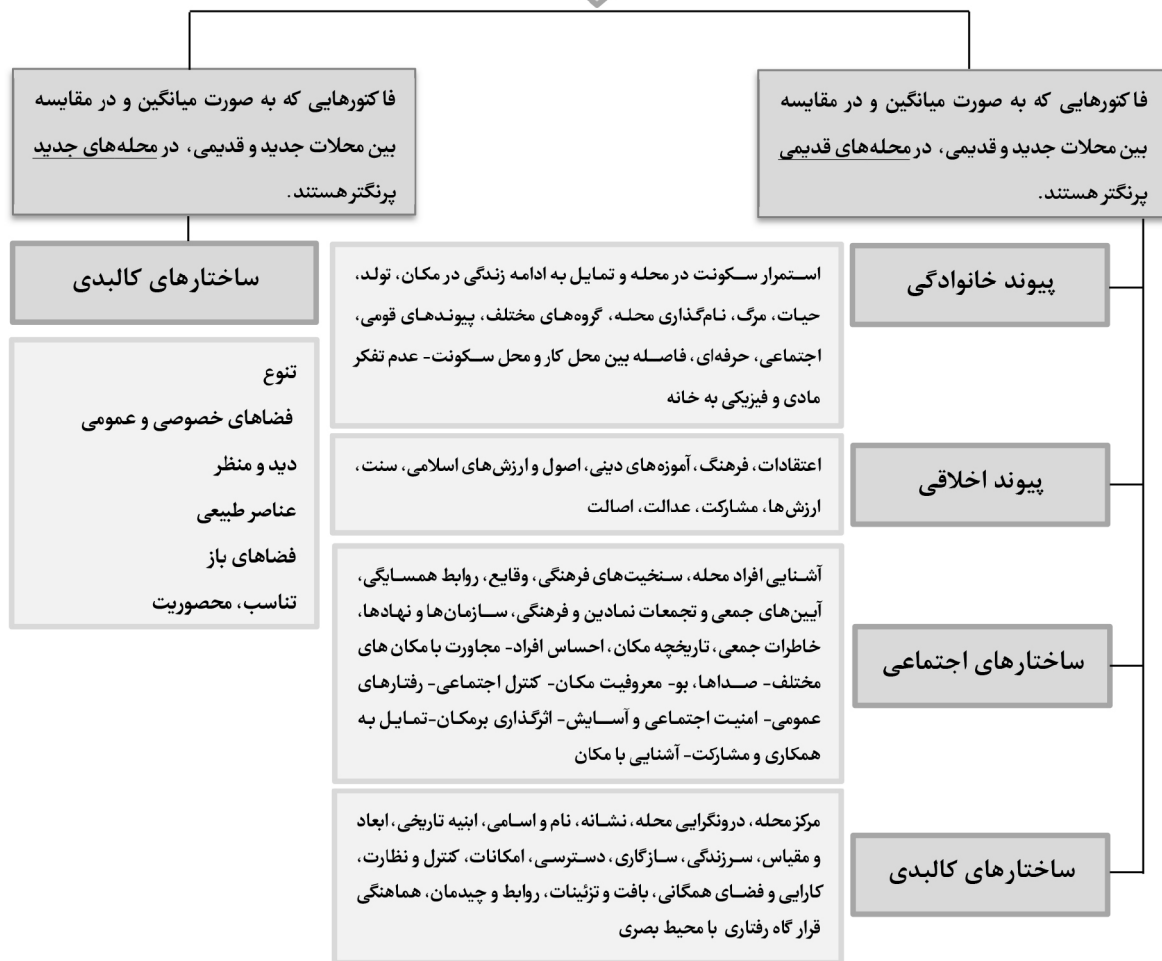 فاکتورهایی که به صورت میانگین و در مقایسه
بین محلات جدید و قدیمی، در محله‌های قدیمی
پرنگتر هستند.
پیوند خانوادگی
استمرار سکونت در محله و تمایل به ادامه زندگی در مکان، تولد،
حیات، مرگ، نام‌گذاری محله، گروه‌های مختلف، پیوندهای قومی،
اجتماعی، حرفه‌ای، فاصله بین محل کار و محل سکونت- عدم تفکر
مادی و فیزیکی به خانه
پیوند اخلاقی
اعتقادات، فرهنگ، آموزه‌های دینی، اصول و ارزش‌های اسلامی، سنت،
ارزش‌ها، مشارکت، عدالت، اصالت
ساختارهای اجتماعی
آشنایی افراد محله، سنخیت‌های فرهنگی، وقایع، روابط همسایگی،
آیین‌های جمعی و تجمعات نمادین و فرهنگی، سازمان‌ها و نهادها،
خاطرات جمعی، تاریخچه مکان، احساس افراد- مجاورت با مکان های
مختلف- صداها، بو- معروفیت مکان- کنترل اجتماعی- رفتارهای
عمومی- امنیت اجتماعی و آسایش- اثرگذاری برمکان-تمایل به
همکاری و مشارکت- آشنایی با مکان
ساختارهای کالبدی
مرکز محله، درونگرایی محله، نشانه، نام و اسامی، ابنیه تاریخی، ابعاد
و مقیاس، سرزندگی، سازگاری، دسترسی، امکانات، کنترل و نظارت،
کارایی و فضای همگانی، بافت و تزئینات، روابط و چیدمان، هماهنگی
قرار گاه رفتاری با محیط بصری
فاکتورهایی که به صورت میانگین و در مقایسه
بین محلات جدید و قدیمی، در محله‌های جدید
پرنگتر هستند.
ساختارهای کالبدی
تنوع
فضاهای خصوصی و عمومی
دید و منظر
عناصر طبیعی
فضاهای باز
تناسب، محصوریت